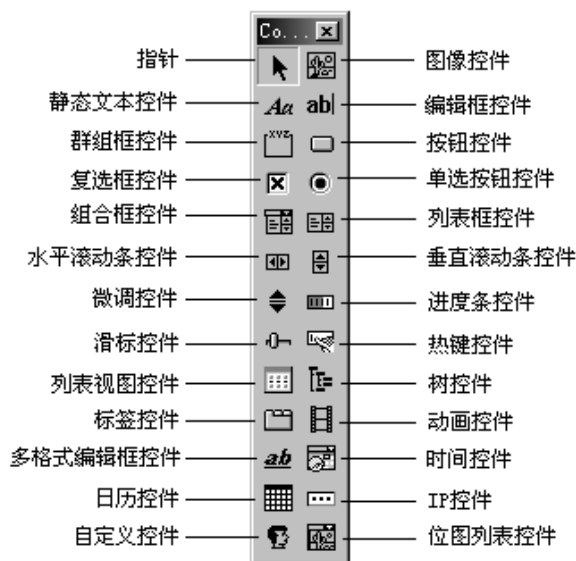 Co...
指针
图像控件
静态文本控件
Aa
ab|
编辑框控件
群组框控件
XYZ
按钮控件
复选框控件
单选按钮控件
组合框控件
列表框控件
水平滚动条控件
垂直滚动条控件
微调控件
进度条控件
滑标控件
热键控件
列表视图控件
树控件
标签控件
动画控件
多格式编辑框控件
ab
时间控件
日历控件
IP控件
自定义控件
位图列表控件